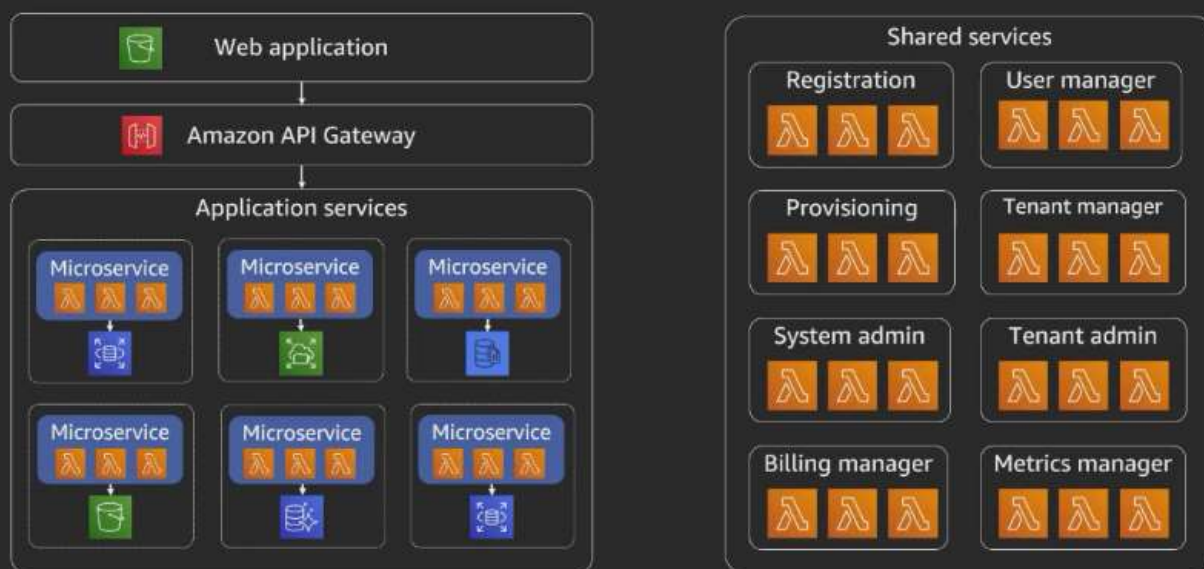 Web application
Amazon API Gateway
Application services
Microservice
Microservice
Microservice
Microservice
Microservice
Microservice
Shared services
Registration
User manager
Provisioning
Tenant manager
System admin
Tenant admin
Billing manager
Metrics manager